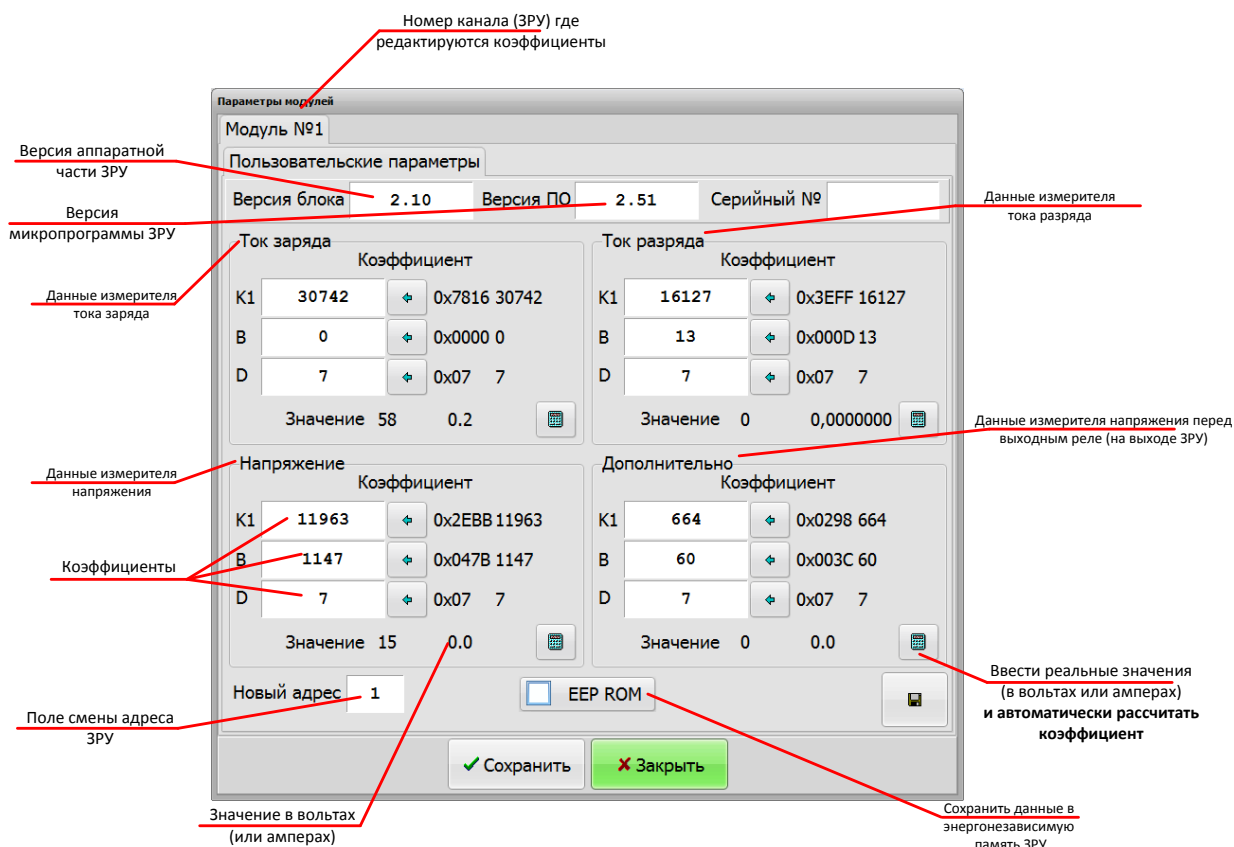 Номер канала (ЗРУ) где
редактируются коэффициенты
Параметры модулей
Модуль №1
Пользовательские параметры
Версия аппаратной
части ЗРУ
Версия блока 2.10 Версия ПО 2.51 Серийный №
Версия
микропрограммы ЗРУ
Данные измерителя
тока разряда
Ток заряда
Коэффициент
K1 30742 0x7816 30742
B 0 0x0000 0
D 7 0x07 7
Значение 58 0.2
Ток разряда
Коэффициент
K1 16127 0x3EFF 16127
B 13 0x000D 13
D 7 0x07 7
Значение 0 0,0000000
Данные измерителя
тока заряда
Данные измерителя напряжения перед
выходным реле (на выходе ЗРУ)
Напряжение
Коэффициент
K1 11963 0x2EBB 11963
B 1147 0x047B 1147
D 7 0x07 7
Значение 15 0.0
Дополнительно
Коэффициент
K1 664 0x0298 664
B 60 0x003C 60
D 7 0x07 7
Значение 0 0.0
Данные измерителя
напряжения
Коэффициенты
Ввести реальные значения
(в вольтах или амперах)
и автоматически рассчитать
коэффициент
Новый адрес 1 EEP ROM
Поле смены адреса
ЗРУ
Сохранить Закрыть
Значение в вольтах
(или амперах)
Сохранить данные в
энергонезависимую
память ЗРУ